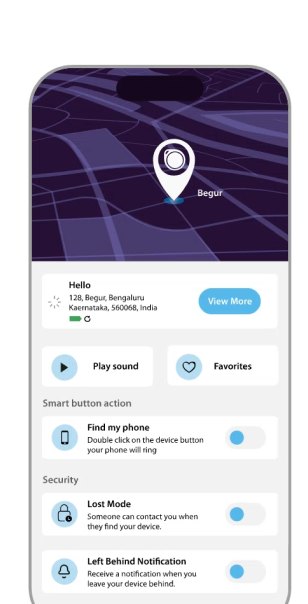 Begur
Hello
128, Begur, Bengaluru
Kaernataka, 560068, India
View More
Play sound
Favorites
Smart button action
Find my phone
Double click on the device button
your phone will ring
Security
Lost Mode
Someone can contact you when
they find your device.
Left Behind Notification
Receive a notification when you
leave your device behind.